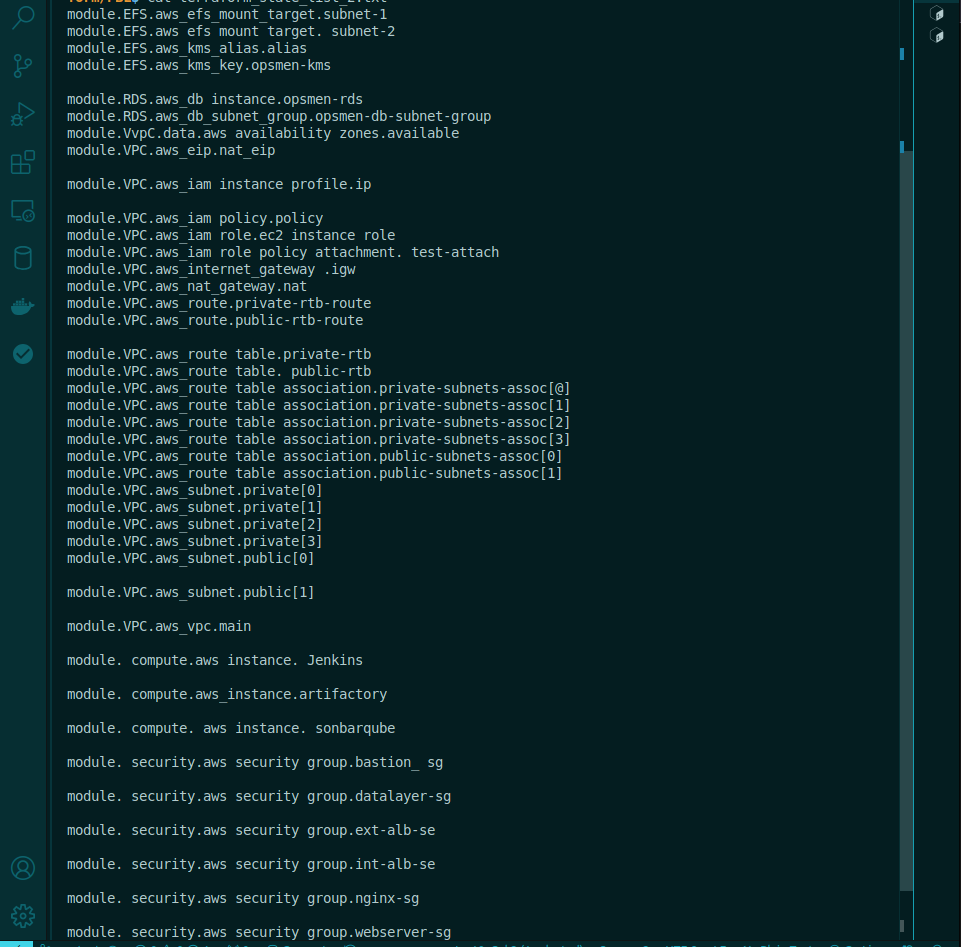 module.EFS.aws_efs_mount_target.subnet-1
module.EFS.aws efs mount target. subnet-2
module.EFS.aws_kms_alias.alias
module.EFS.aws_kms_key.opsmen-kms
module.RDS.aws_db instance.opsmen-rds
module.RDS.aws_db_subnet_group.opsmen-db-subnet-group
module.VvpC.data.aws availability zones.available
module.VPC.aws_eip.nat_eip
module.VPC.aws_iam instance profile.ip
module.VPC.aws_iam policy.policy
module.VPC.aws_iam role.ec2 instance role
module.VPC.aws_iam role policy attachment. test-attach
module.VPC.aws_internet_gateway .igw
module.VPC.aws_nat_gateway.nat
module.VPC.aws_route.private-rtb-route
module.VPC.aws_route.public-rtb-route
module.VPC.aws_route table.private-rtb
module.VPC.aws_route table. public-rtb
module.VPC.aws_route table association.private-subnets-assoc[@]
module.VPC.aws_route table association.private-subnets-assoc[1]
module.VPC.aws_route table association.private-subnets-assoc[2]
module.VPC.aws_route table association.private-subnets-assoc[3]
module.VPC.aws_route table association.public-subnets-assoc[0]
module.VPC.aws_route table association.public-subnets-assoc[1]
module.VPC.aws_subnet.private[0]
module.VPC.aws_subnet.private[1]
module.VPC.aws_subnet.private[2]
module.VPC.aws_subnet.private[3]
module.VPC.aws_subnet.public[0]
module.VPC.aws_subnet.public[1]
module.VPC.aws_vpc.main
module. compute.aws instance. Jenkins
module. compute.aws_instance.artifactory
module. compute. aws instance. sonbarqube
module. security.aws security group.bastion_ sg
module. security.aws security group.datalayer-sg
module. security.aws security group.ext-alb-se
module. security.aws security group.int-alb-se
module. security.aws security group.nginx-sg
module. security.aws security group.webserver-sg